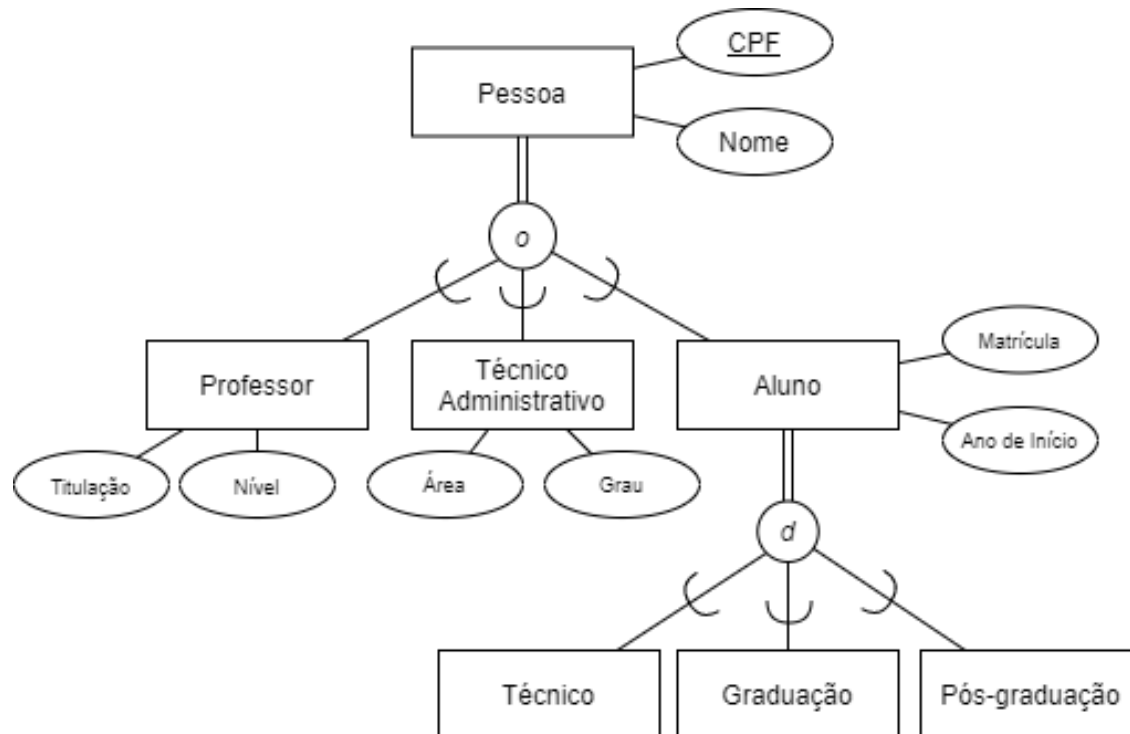 CPF
Pessoa
Nome
o
Professor
Técnico
Administrativo
Aluno
Matrícula
Ano de Início
Titulação
Nível
Área
Grau
d
Técnico
Graduação
Pós-graduação